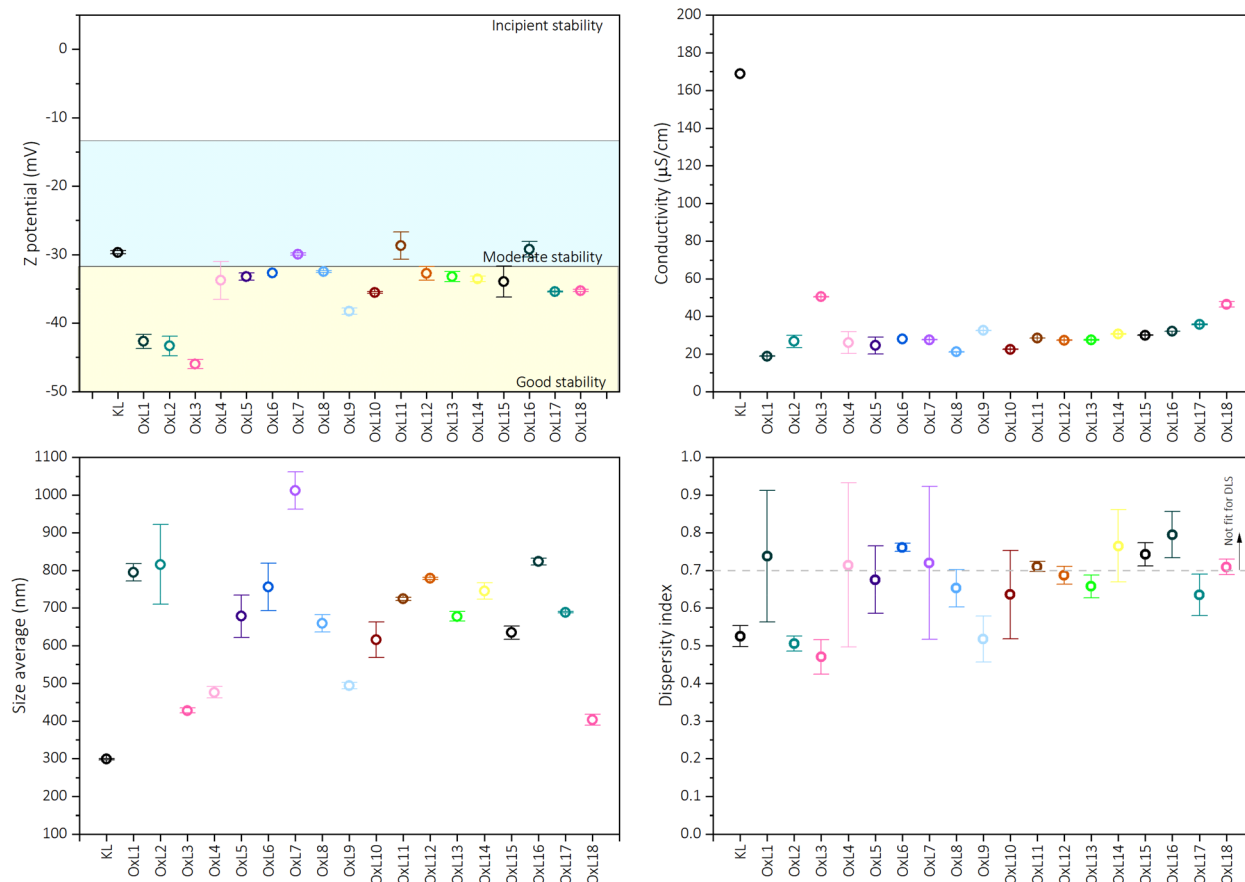 Z potential (mV)
0
-10
-20
-30
-40
-50
Incipient stability
Moderate stability
Good stability
KL
OxL1
OxL2
OxL3
OxL4
OxL5
OxL6
OxL7
OxL8
OxL9
OxL10
OxL11
OxL12
OxL13
OxL14
OxL15
OxL16
OxL17
OxL18
Conductivity (µS/cm)
200
180
160
140
120
100
80
60
40
20
0
KL
OxL1
OxL2
OxL3
OxL4
OxL5
OxL6
OxL7
OxL8
OxL9
OxL10
OxL11
OxL12
OxL13
OxL14
OxL15
OxL16
OxL17
OxL18
Size average (nm)
1100
1000
900
800
700
600
500
400
300
200
100
KL
OxL1
OxL2
OxL3
OxL4
OxL5
OxL6
OxL7
OxL8
OxL9
OxL10
OxL11
OxL12
OxL13
OxL14
OxL15
OxL16
OxL17
OxL18
Dispersity index
1.0
0.9
0.8
0.7
0.6
0.5
0.4
0.3
0.2
0.1
0.0
Not fit for DLS
KL
OxL1
OxL2
OxL3
OxL4
OxL5
OxL6
OxL7
OxL8
OxL9
OxL10
OxL11
OxL12
OxL13
OxL14
OxL15
OxL16
OxL17
OxL18